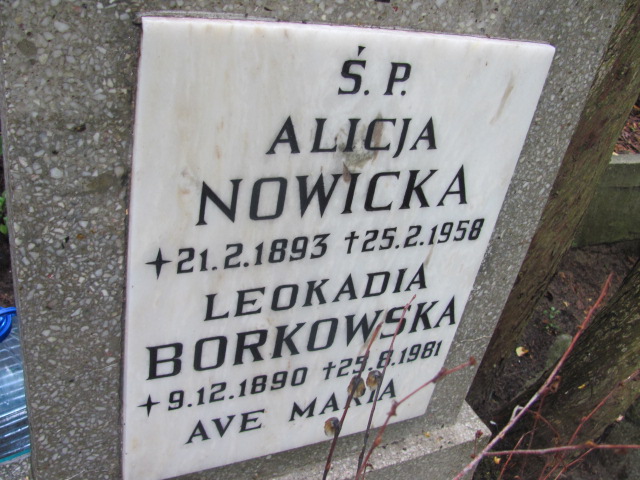 Ś. P.
ALICJA
NOWICKA
✦21.2.1893 †25.2.1958
LEOKADIA
BORKOWSKA
✦9.12.1890 †25.8.1981
AVE MARIA